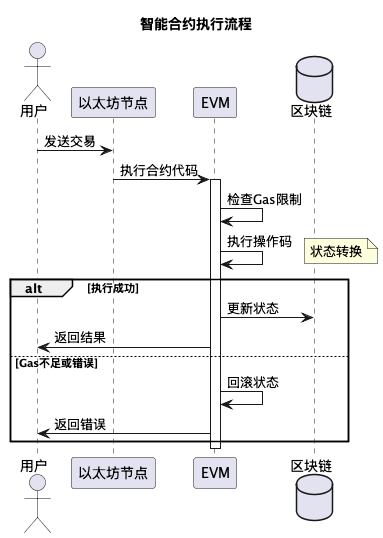 智能合约执行流程
用户
以太坊节点
EVM
区块链
发送交易
执行合约代码
检查Gas限制
执行操作码
状态转换
alt
[执行成功]
更新状态
返回结果
[Gas不足或错误]
回滚状态
返回错误
用户
以太坊节点
EVM
区块链